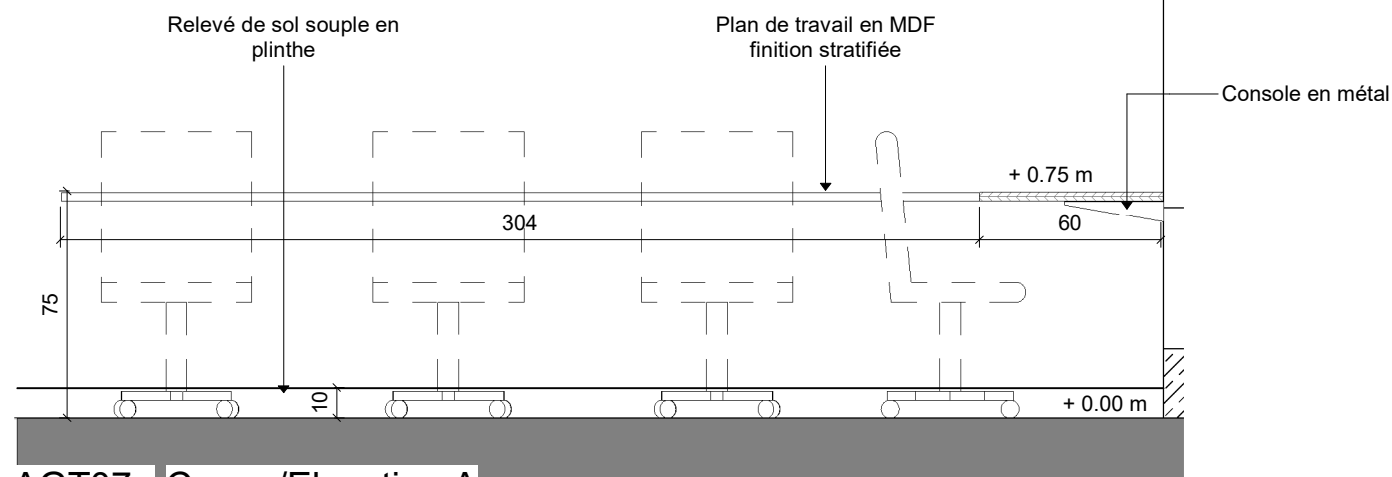 Relevé de sol souple en
plinthe
Plan de travail en MDF
finition stratifiée
Console en métal
+ 0.75 m
304
60
75
10
+ 0.00 m